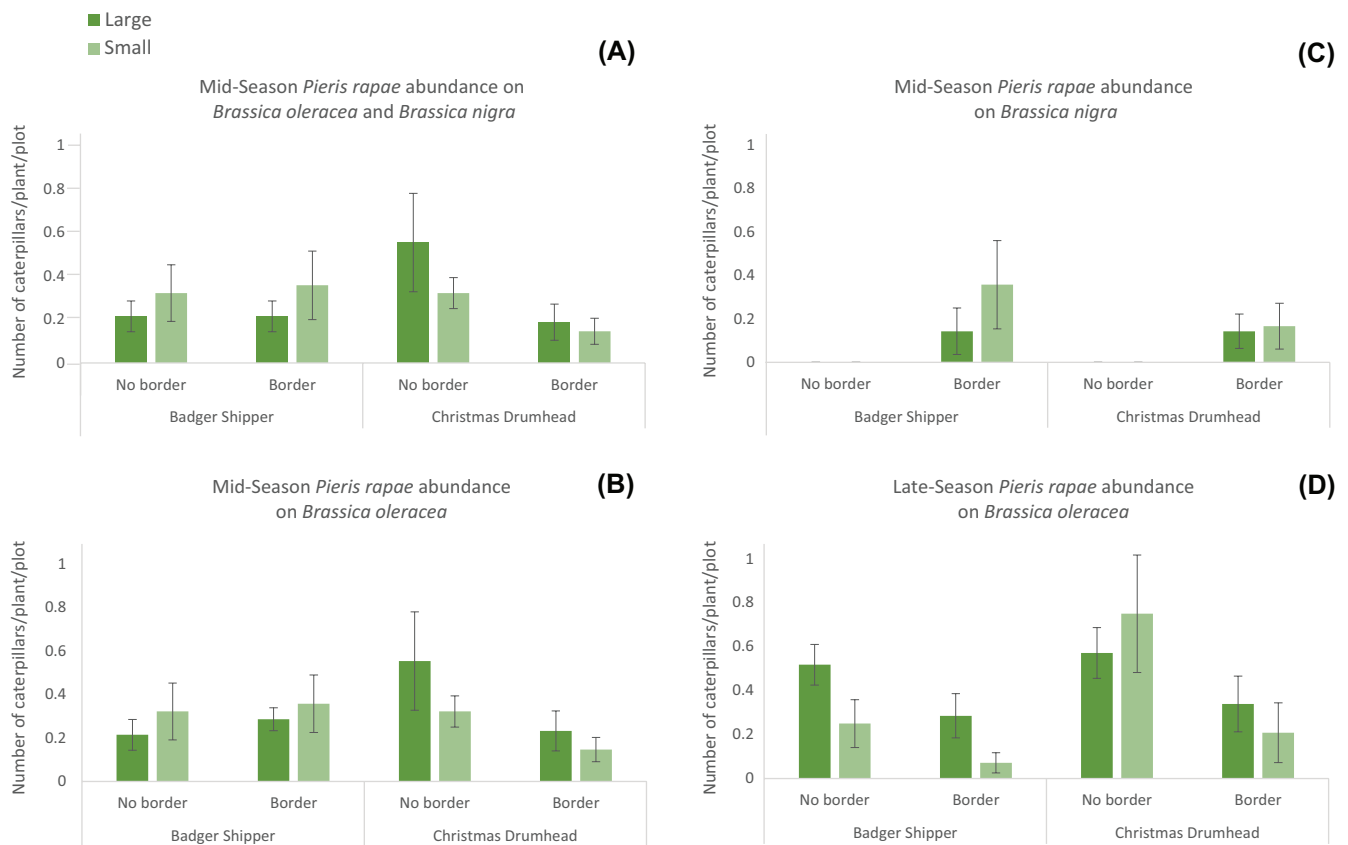 Large
Small
(A)
Mid-Season Pieris rapae abundance on
Brassica oleracea and Brassica nigra
Number of caterpillars/plant/plot
1
0.8
0.6
0.4
0.2
0
No border
Border
No border
Border
Badger Shipper
Christmas Drumhead
(C)
Mid-Season Pieris rapae abundance
on Brassica nigra
Number of caterpillars/plant/plot
1
0.8
0.6
0.4
0.2
0
No border
Border
No border
Border
Badger Shipper
Christmas Drumhead
(B)
Mid-Season Pieris rapae abundance
on Brassica oleracea
Number of caterpillars/plant/plot
1
0.8
0.6
0.4
0.2
0
No border
Border
No border
Border
Badger Shipper
Christmas Drumhead
(D)
Late-Season Pieris rapae abundance
on Brassica oleracea
Number of caterpillars/plant/plot
1
0.8
0.6
0.4
0.2
0
No border
Border
No border
Border
Badger Shipper
Christmas Drumhead